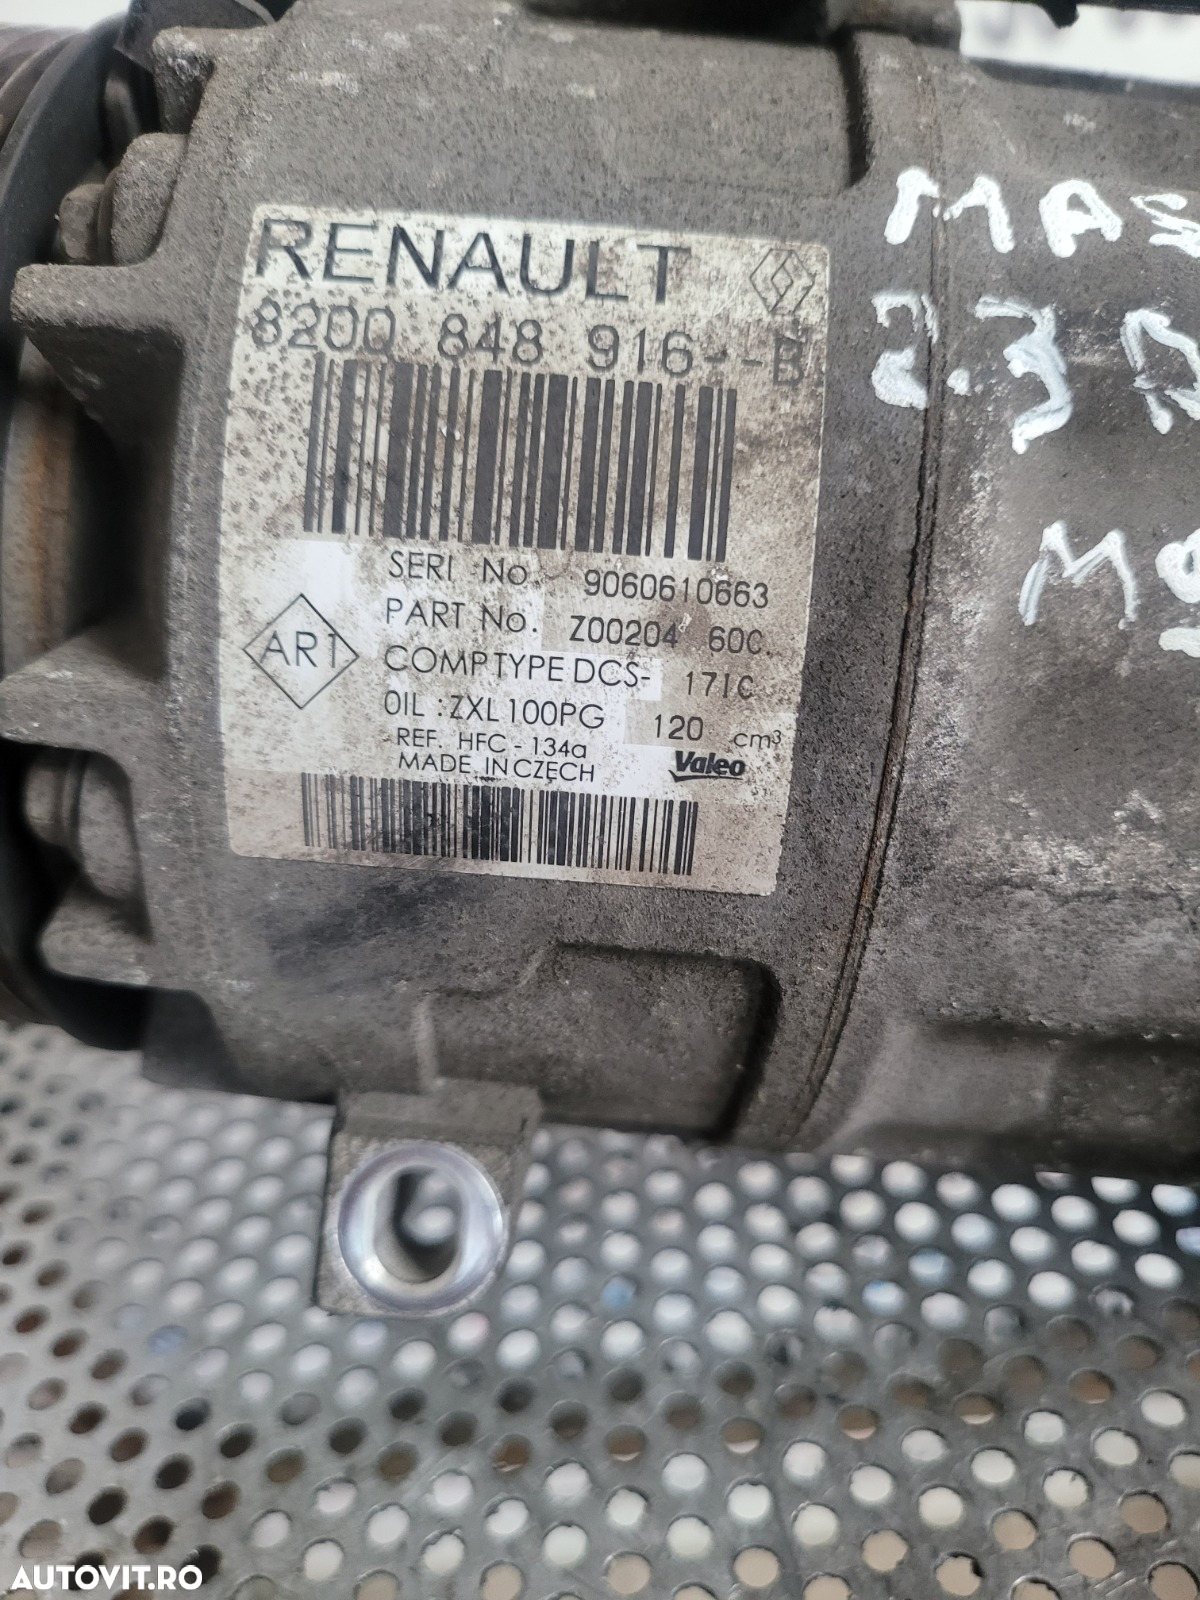 RENAULT
8200 848 916--B
SERI No. 9060610663
PART No. Z00204 60C.
ART
COMPTYPE DCS- 171C
OIL : ZXL100PG 120 cm³
REF. HFC - 134a
MADE IN CZECH
Valeo
MAS
2.3
AUTOVIT.RO